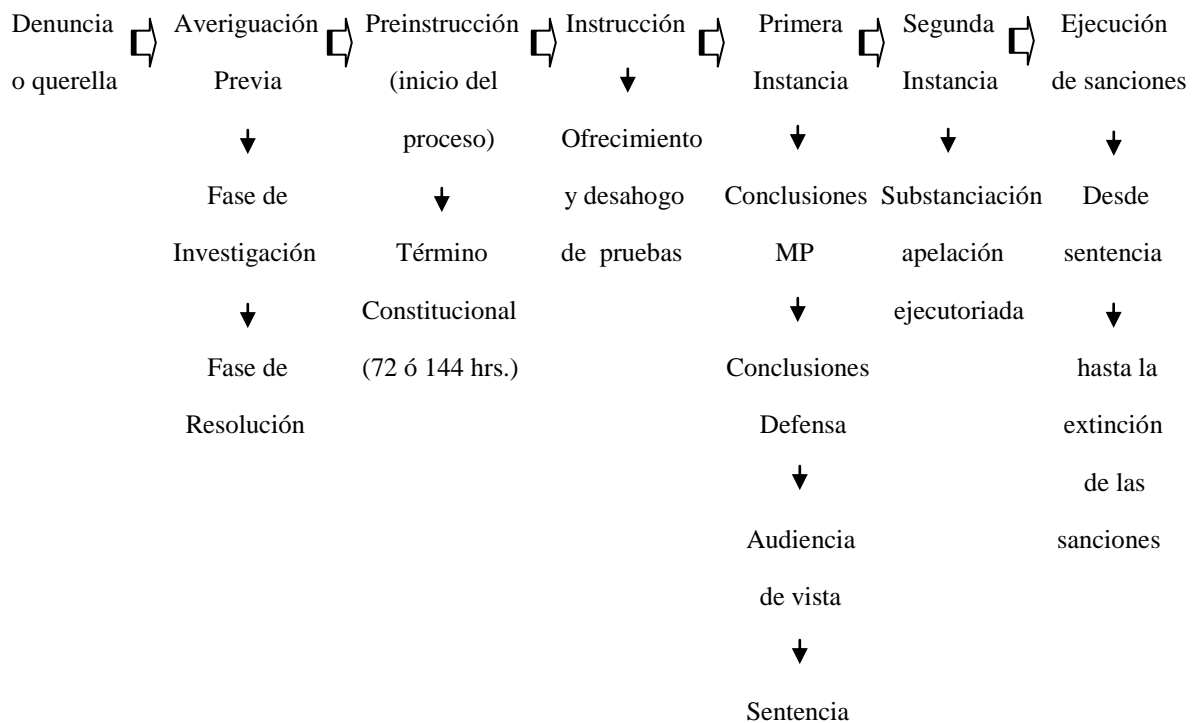 Denuncia
o querella
Averiguación
Previa
Fase de
Investigación
Fase de
Resolución
Preinstrucción
(inicio del
proceso)
Término
Constitucional
(72 ó 144 hrs.)
Instrucción
Ofrecimiento
y desahogo
de pruebas
Primera
Instancia
Conclusiones
MP
Conclusiones
Defensa
Audiencia
de vista
Sentencia
Segunda
Instancia
Substanciación
apelación
ejecutoriada
Ejecución
de sanciones
Desde
sentencia
hasta la
extinción
de las
sanciones